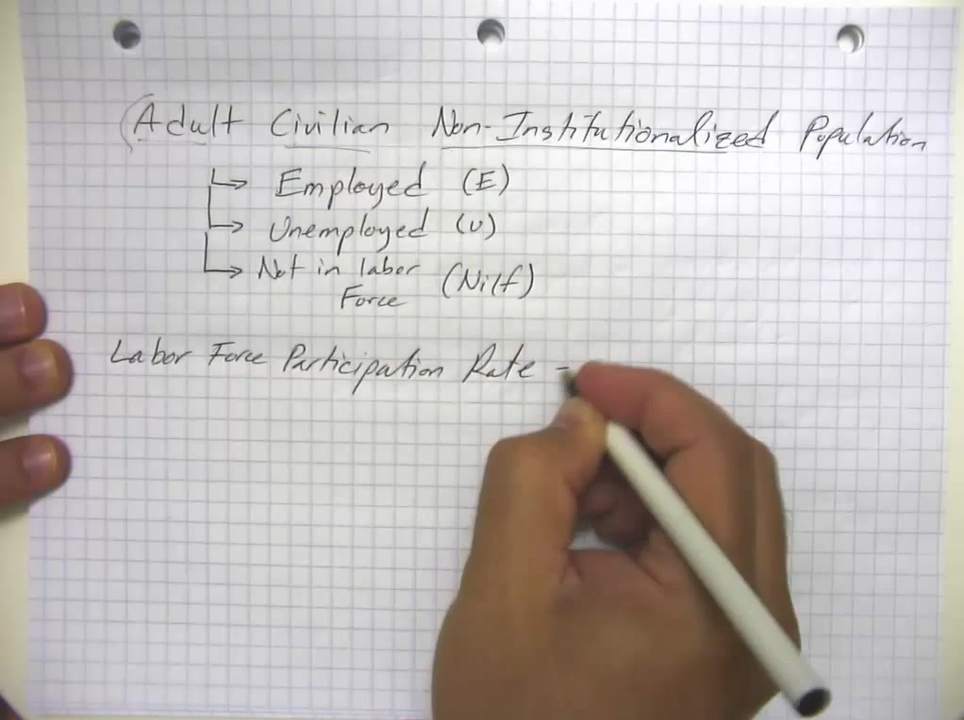 Adult Civilian Non-Institutionalized Population
Employed (E)
Unemployed (U)
Not in labor Force (Nilf)
Labor Force Participation Rate =